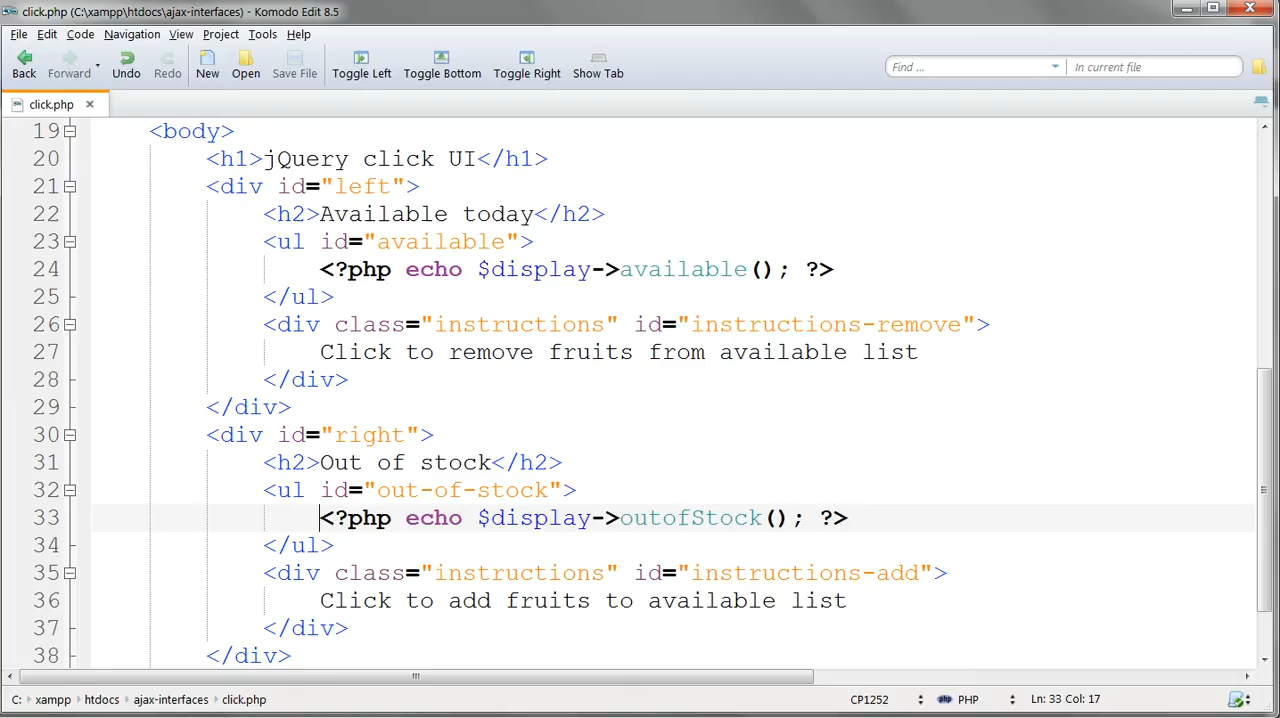 click.php (C:\xampp\htdocs\ajax-interfaces) - Komodo Edit 8.5
File Edit Code Navigation View Project Tools Help
Back Forward Undo Redo New Open Save File Toggle Left Toggle Bottom Toggle Right Show Tab Find ... In current file
click.php
19 <body>
20 <h1>jQuery click UI</h1>
21 <div id="left">
22 <h2>Available today</h2>
23 <ul id="available">
24 <?php echo $display->available(); ?>
25 </ul>
26 <div class="instructions" id="instructions-remove">
27 Click to remove fruits from available list
28 </div>
29 </div>
30 <div id="right">
31 <h2>Out of stock</h2>
32 <ul id="out-of-stock">
33 <?php echo $display->outofStock(); ?>
34 </ul>
35 <div class="instructions" id="instructions-add">
36 Click to add fruits to available list
37 </div>
38 </div>
C: xampp htdocs ajax-interfaces click.php CP1252 PHP Ln: 33 Col: 17